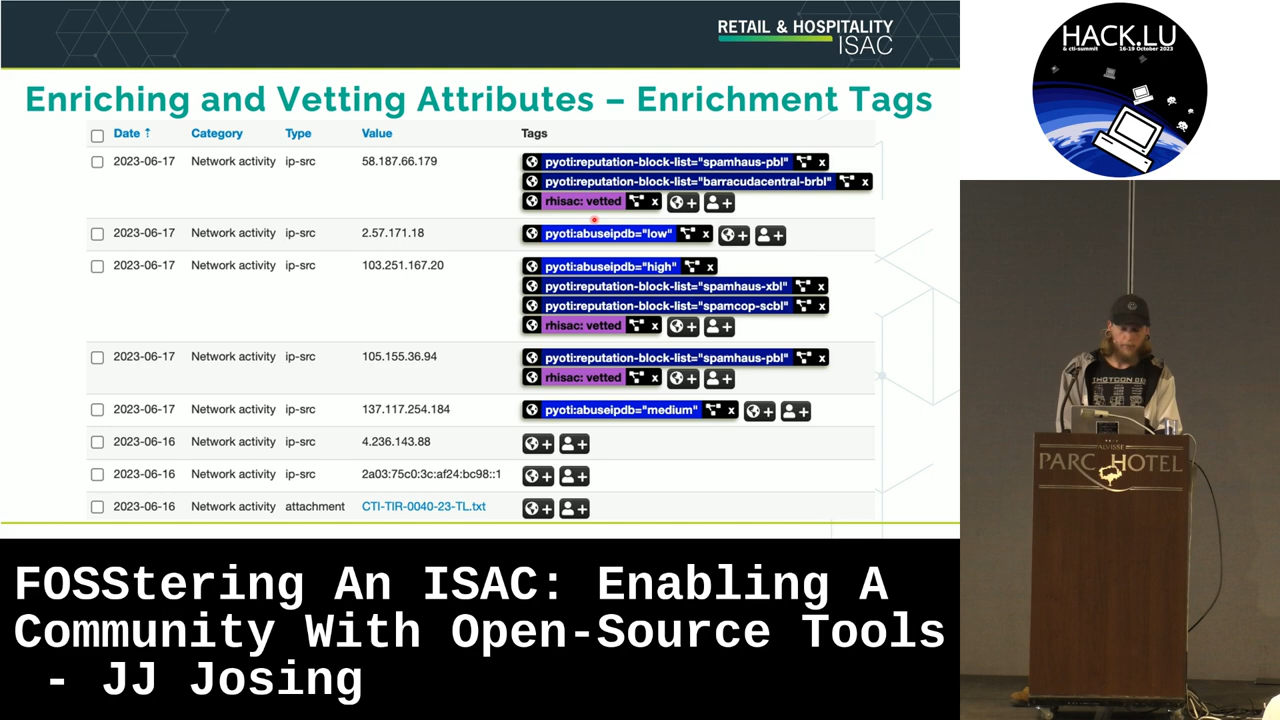 RETAIL & HOSPITALITY
ISAC
HACK.LU
& cti-summit 16-19 October 2023
Enriching and Vetting Attributes – Enrichment Tags
Date ↑ Category Type Value Tags
2023-06-17 Network activity ip-src 58.187.66.179 pyoti:reputation-block-list="spamhaus-pbl" x
pyoti:reputation-block-list="barracudacentral-brbl" x
rhisac: vetted x + +
2023-06-17 Network activity ip-src 2.57.171.18 pyoti:abuseipdb="low" x + +
2023-06-17 Network activity ip-src 103.251.167.20 pyoti:abuseipdb="high" x
pyoti:reputation-block-list="spamhaus-xbl" x
pyoti:reputation-block-list="spamcop-scbl" x
rhisac: vetted x + +
2023-06-17 Network activity ip-src 105.155.36.94 pyoti:reputation-block-list="spamhaus-pbl" x
rhisac: vetted x + +
2023-06-17 Network activity ip-src 137.117.254.184 pyoti:abuseipdb="medium" x + +
2023-06-16 Network activity ip-src 4.236.143.88 + +
2023-06-16 Network activity ip-src 2a03:75c0:3c:af24:bc98::1 + +
2023-06-16 Network activity attachment CTI-TIR-0040-23-TL.txt + +
THOTCON
ALVISSE
PARC HOTEL
FOSStering An ISAC: Enabling A
Community With Open-Source Tools
- JJ Josing